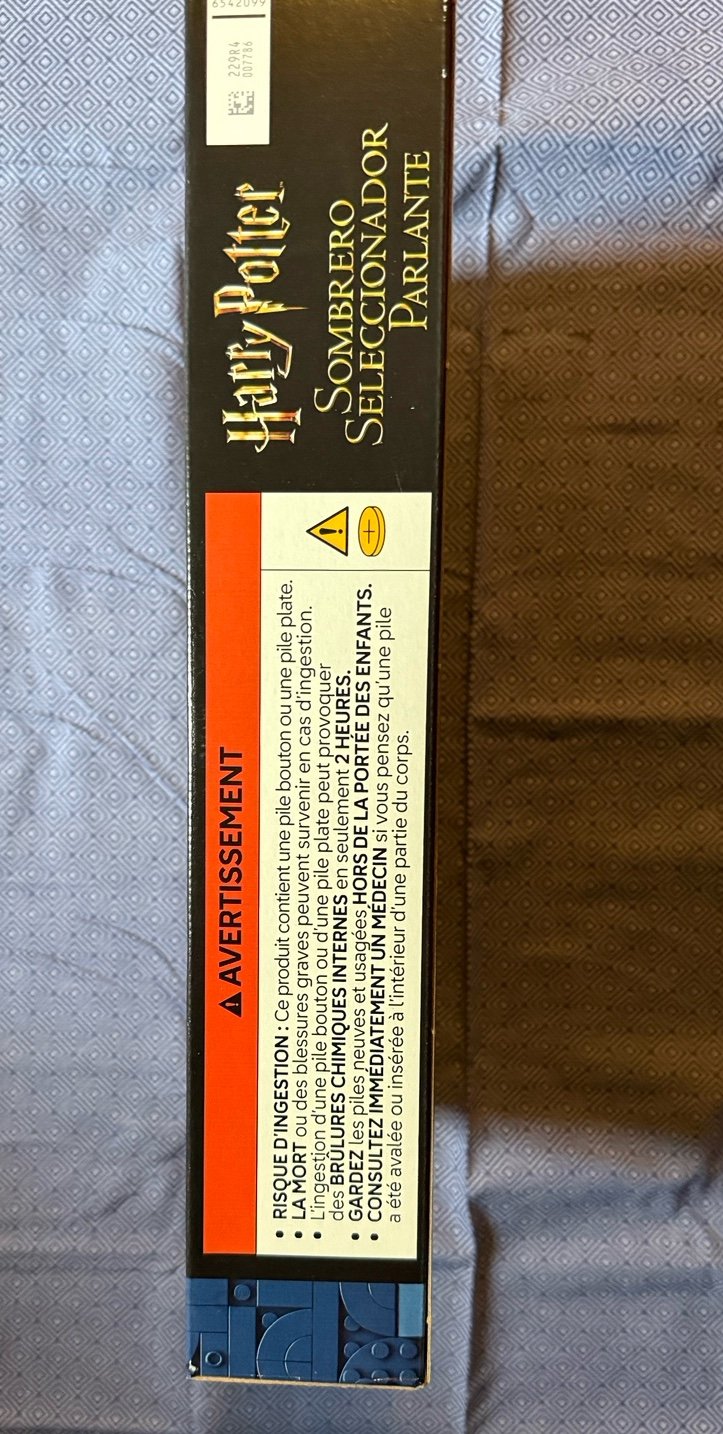 ⚠ AVERTISSEMENT
• RISQUE D'INGESTION : Ce produit contient une pile bouton ou une pile plate.
• LA MORT ou des blessures graves peuvent survenir en cas d'ingestion.
• L'ingestion d'une pile bouton ou d'une pile plate peut provoquer
des BRÛLURES CHIMIQUES INTERNES en seulement 2 HEURES.
• GARDEZ les piles neuves et usagées HORS DE LA PORTÉE DES ENFANTS.
• CONSULTEZ IMMÉDIATEMENT UN MÉDECIN si vous pensez qu'une pile
a été avalée ou insérée à l'intérieur d'une partie du corps.
Harry Potter
SOMBRERO
SELECCIONADOR
PARLANTE
6542099
229R4
007786